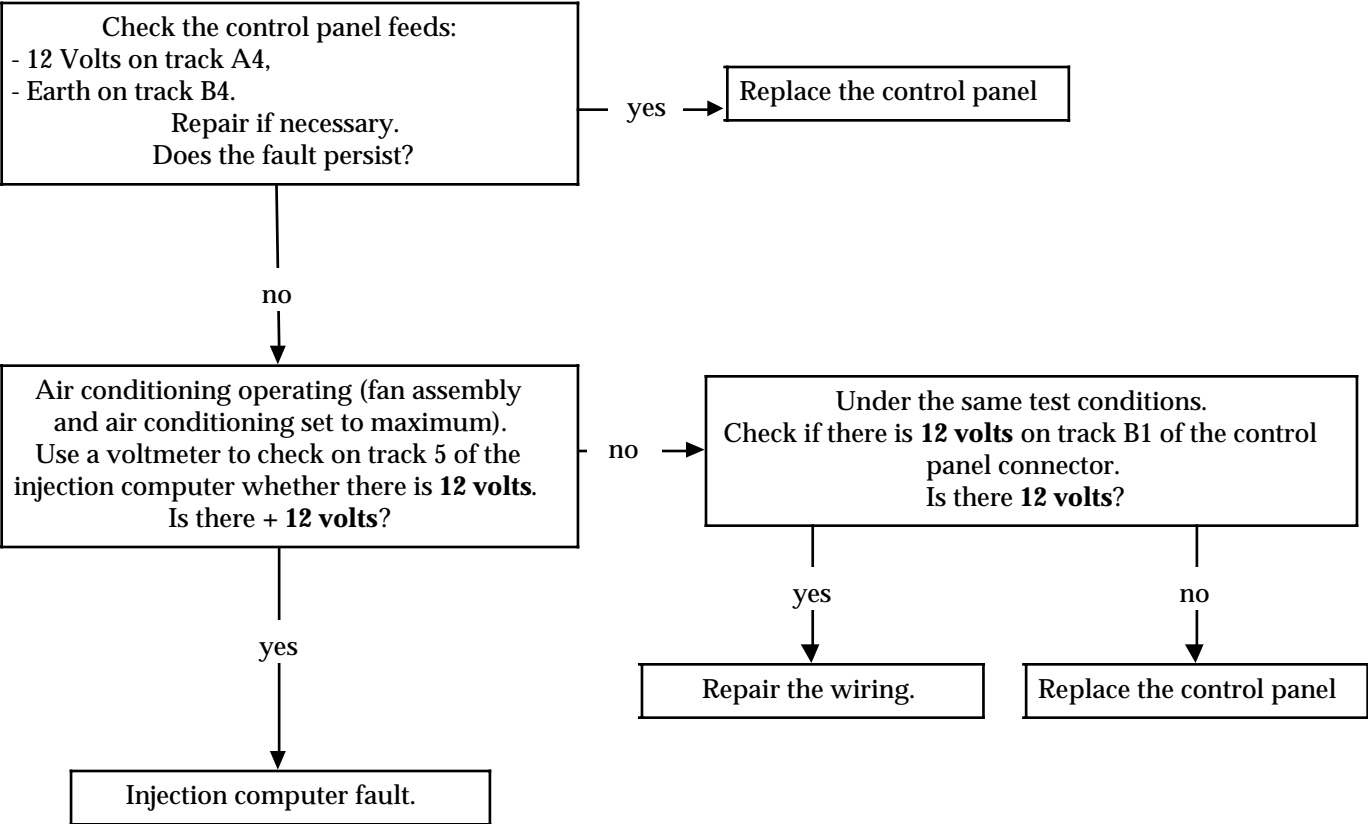 Check the control panel feeds:
- 12 Volts on track A4,
- Earth on track B4.
Repair if necessary.
Does the fault persist?
yes
Replace the control panel
no
Air conditioning operating (fan assembly
and air conditioning set to maximum).
Use a voltmeter to check on track 5 of the
injection computer whether there is 12 volts.
Is there + 12 volts?
no
Under the same test conditions.
Check if there is 12 volts on track B1 of the control
panel connector.
Is there 12 volts?
yes
no
yes
Repair the wiring.
Replace the control panel
Injection computer fault.